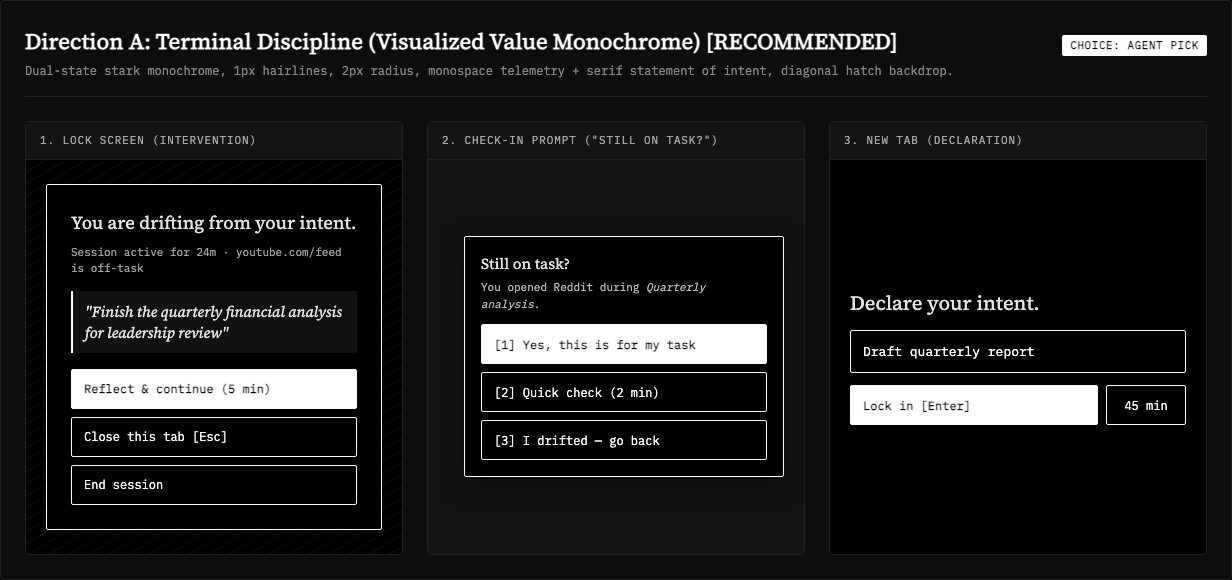 Direction A: Terminal Discipline (Visualized Value Monochrome) [RECOMMENDED]
CHOICE: AGENT PICK
Dual-state stark monochrome, 1px hairlines, 2px radius, monospace telemetry + serif statement of intent, diagonal hatch backdrop.
1. LOCK SCREEN (INTERVENTION)
You are drifting from your intent.
Session active for 24m · youtube.com/feed
is off-task
"Finish the quarterly financial analysis
for leadership review"
Reflect & continue (5 min)
Close this tab [Esc]
End session
2. CHECK-IN PROMPT ("STILL ON TASK?")
Still on task?
You opened Reddit during Quarterly
analysis.
[1] Yes, this is for my task
[2] Quick check (2 min)
[3] I drifted — go back
3. NEW TAB (DECLARATION)
Declare your intent.
Draft quarterly report
Lock in [Enter]
45 min